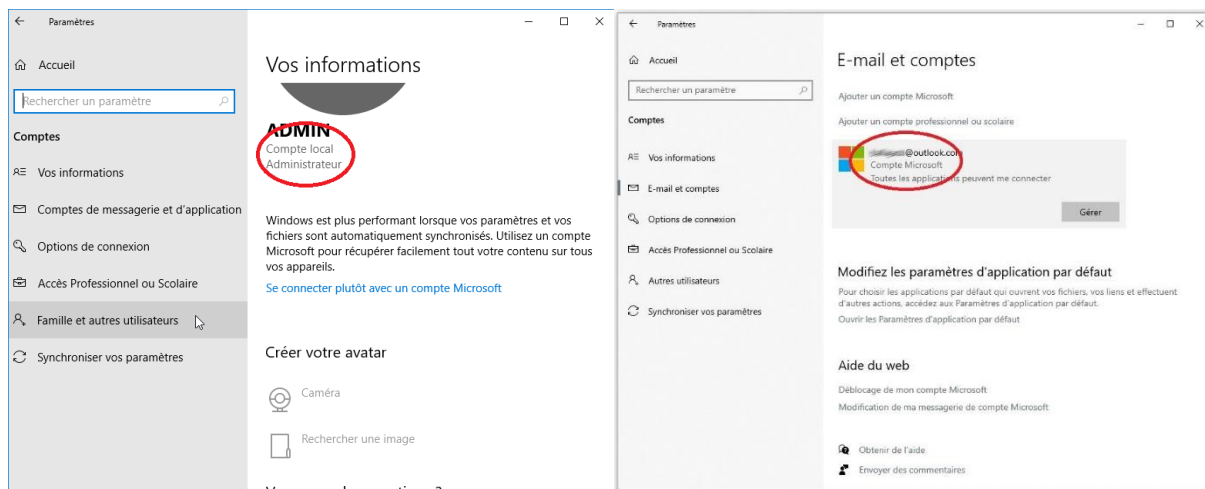 Paramètres
Accueil
Rechercher un paramètre
Comptes
Vos informations
Comptes de messagerie et d'application
Options de connexion
Accès Professionnel ou Scolaire
Famille et autres utilisateurs
Synchroniser vos paramètres
Vos informations
ADMIN
Compte local
Administrateur
Windows est plus performant lorsque vos paramètres et vos
fichiers sont automatiquement synchronisés. Utilisez un compte
Microsoft pour récupérer facilement tout votre contenu sur tous
vos appareils.
Se connecter plutôt avec un compte Microsoft
Créer votre avatar
Caméra
Rechercher une image
Paramètres
Accueil
Rechercher un paramètre
Comptes
Vos informations
E-mail et comptes
Options de connexion
Accès Professionnel ou Scolaire
Autres utilisateurs
Synchroniser vos paramètres
E-mail et comptes
Ajouter un compte Microsoft
Ajouter un compte professionnel ou scolaire
@outlook.com
Compte Microsoft
Toutes les applications peuvent me connecter
Gérer
Modifiez les paramètres d'application par défaut
Pour choisir les applications par défaut qui ouvrent vos fichiers, vos liens et effectuent
d'autres actions, accédez aux Paramètres d'application par défaut.
Ouvrir les Paramètres d'application par défaut
Aide du web
Déblocage de mon compte Microsoft
Modification de ma messagerie de compte Microsoft
Obtenir de l'aide
Envoyer des commentaires